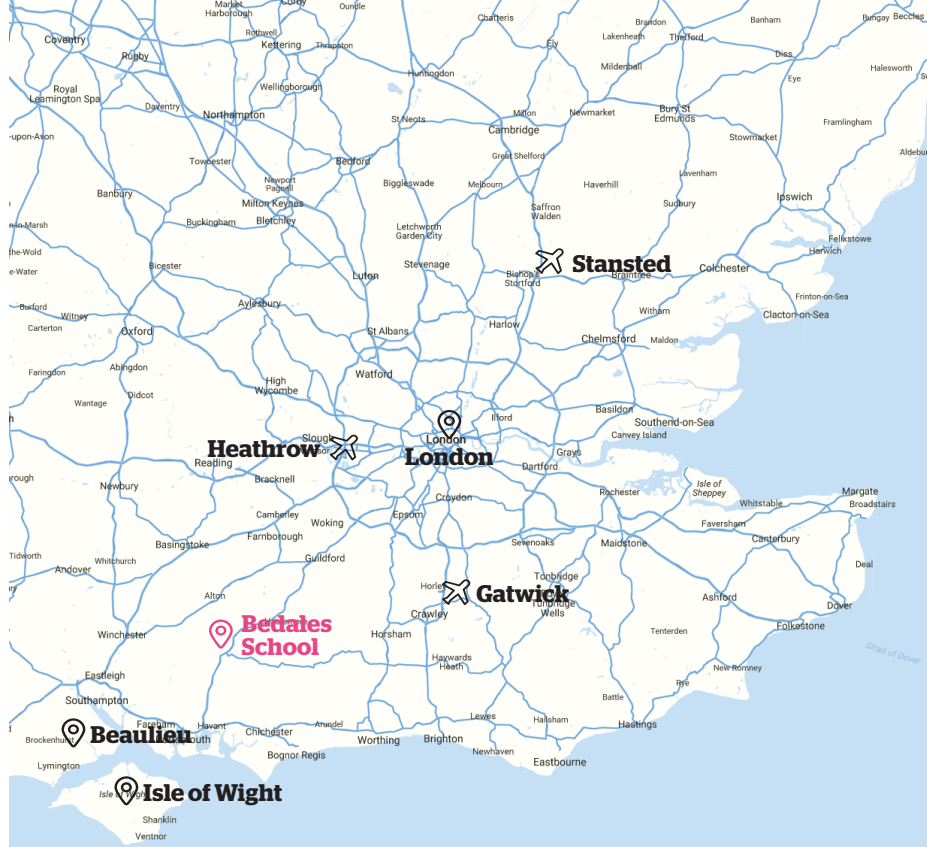 Market
Harborough
Corby
Oundle
Chatteris
Brandon
Banham
Bungay
Beccles
Coventry
Rugby
Rothwell
Kettering
Thrapston
Ely
Lakenheath
Thetford
Diss
Huntingdon
Mildenhall
Halesworth
Eye
Royal
Leamington Spa
Wellingborough
Daventry
Northampton
St Neots
Milton
Cambridge
Newmarket
Bury St
Edmunds
Framlingham
-upon-Avon
Stowmarket
Towcester
Bedford
Great Shelford
Aldebur
Lavenham
Newport
Pagnell
Biggleswade
Melbourn
Haverhill
Banbury
Milton Keynes
Sudbury
Ipswich
Saffron
Walden
Buckingham
Bletchley
n-in-Marsh
Letchworth
Garden City
Felixstowe
Harwich
the-Wold
Bicester
Stevenage
Stansted
Colchester
e-Water
Luton
Bishop's
Stortford
Braintree
Frinton-on-Sea
Burford
Witney
Aylesbury
Witham
Clacton-on-Sea
Carterton
Oxford
St Albans
Harlow
Chelmsford
Maldon
Faringdon
Abingdon
Watford
High
Wycombe
Didcot
Wantage
Basildon
Ilford
Southend-on-Sea
Canvey Island
Slough
London
Heathrow
London
Grays
Reading
Dartford
rough
Newbury
Bracknell
Croydon
Rochester
Isle of
Sheppey
Margate
Whitstable
Broadstairs
Camberley
Woking
Epsom
Faversham
Farnborough
Canterbury
Basingstoke
Sevenoaks
Maidstone
Tidworth
Whitchurch
Guildford
Deal
Andover
Tonbridge
Horley
Gatwick
Alton
Tunbridge
Wells
Ashford
Dover
Crawley
Bedales
School
Folkestone
Winchester
Horsham
Tenterden
Haywards
Heath
New Romney
Strait of Dover
Eastleigh
Rye
Southampton
Battle
Lewes
Hailsham
Hastings
Fareham
Havant
Arundel
Chichester
Beaulieu
Brockenhurst
Worthing
Brighton
Newhaven
Bognor Regis
Eastbourne
Lymington
Isle of Wight
Shanklin
Ventnor